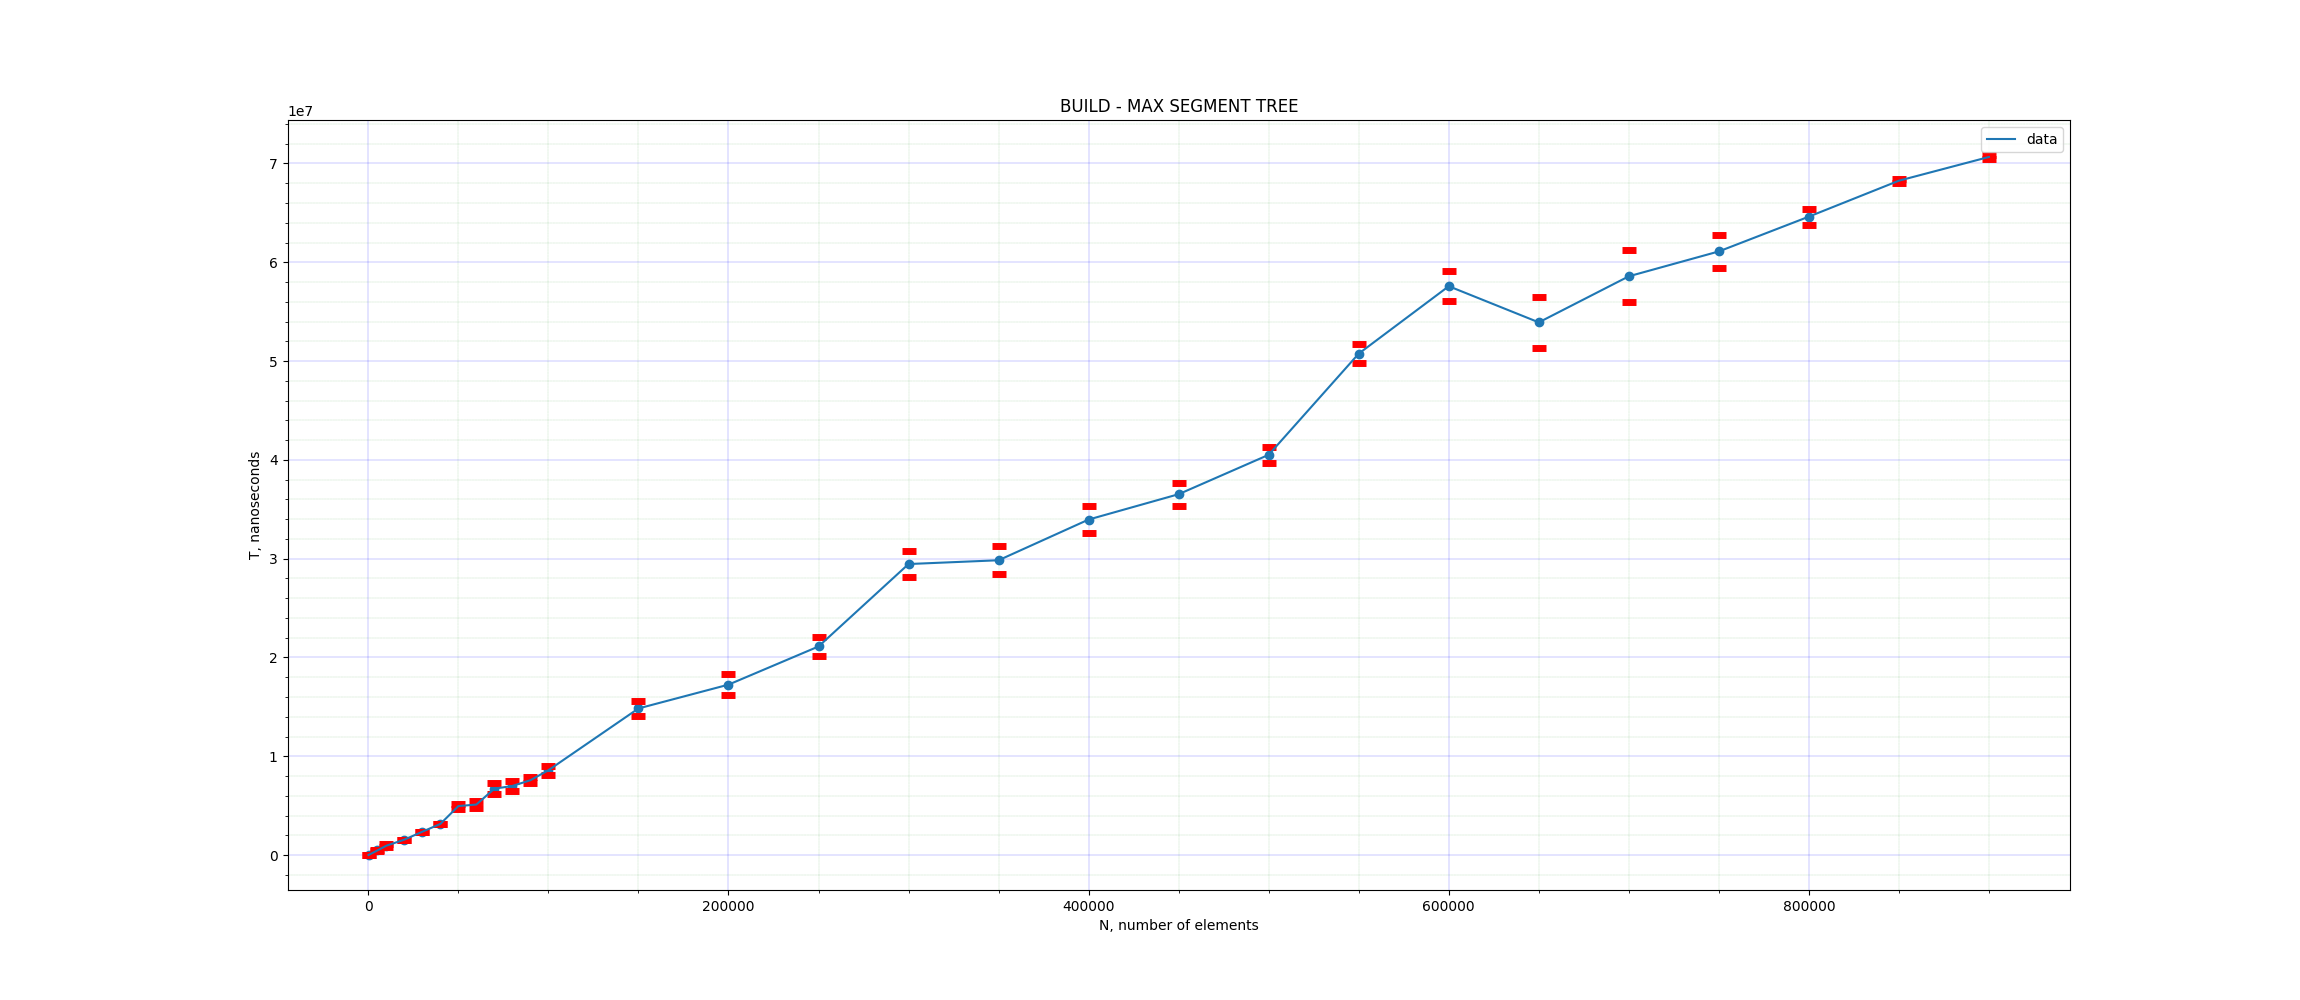 BUILD - MAX SEGMENT TREE
1e7
data
7
6
5
4
3
2
1
0
T, nanoseconds
0 200000 400000 600000 800000
N, number of elements